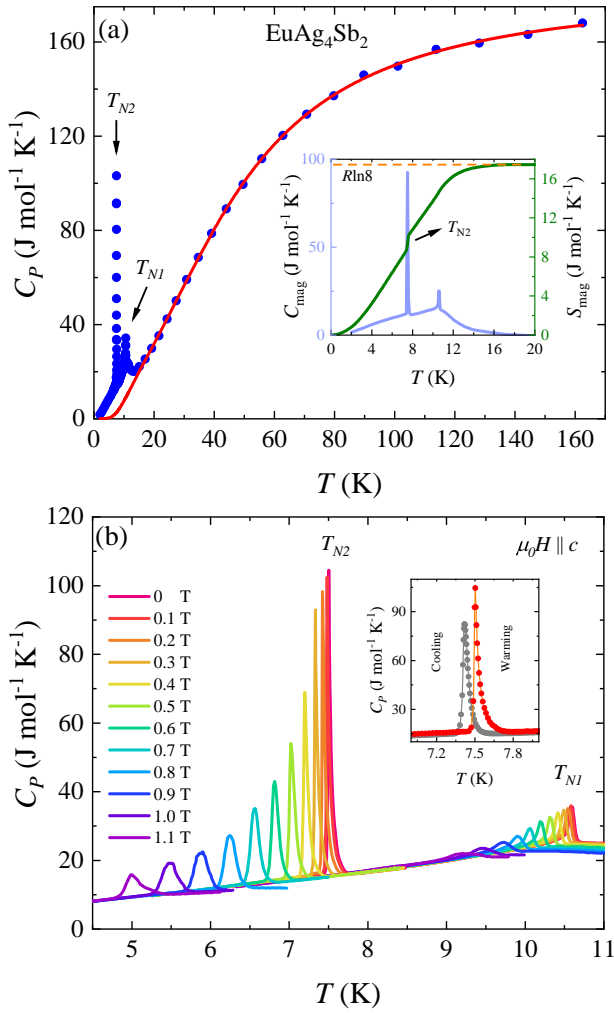 (a)
EuAg4Sb2
TN2
TN1
CP (J mol-1 K-1)
160
120
80
40
0
0 20 40 60 80 100 120 140 160
T (K)
Rln8
TN2
Cmag (J mol-1 K-1)
100
50
0
Smag (J mol-1 K-1)
16
12
8
4
0
0 4 8 12 16 20
T (K)
(b)
TN2
μ0H || c
0 T
0.1 T
0.2 T
0.3 T
0.4 T
0.5 T
0.6 T
0.7 T
0.8 T
0.9 T
1.0 T
1.1 T
CP (J mol-1 K-1)
120
100
80
60
40
20
0
5 6 7 8 9 10 11
T (K)
TN1
CP (J mol-1 K-1)
90
60
30
Cooling
Warming
7.2 7.5 7.8
T (K)